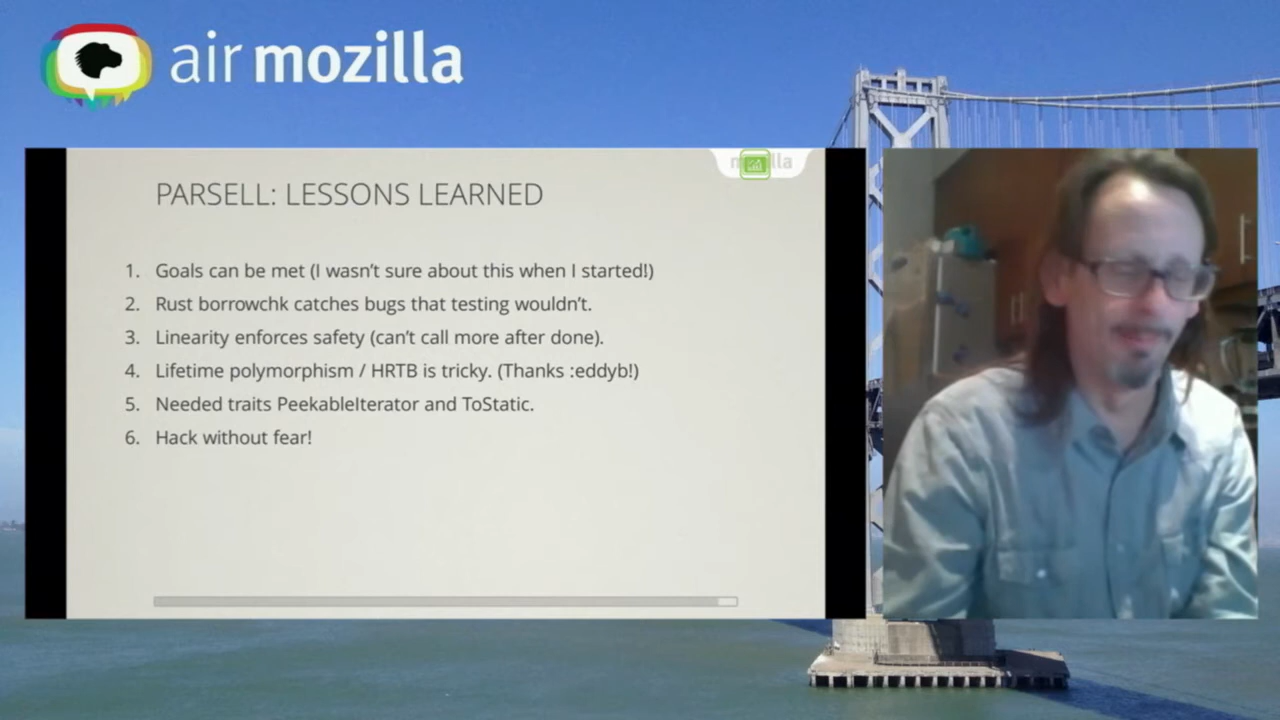 air mozilla
PARSELL: LESSONS LEARNED
1. Goals can be met (I wasn't sure about this when I started!)
2. Rust borrowchk catches bugs that testing wouldn't.
3. Linearity enforces safety (can't call more after done).
4. Lifetime polymorphism / HRTB is tricky. (Thanks :eddyb!)
5. Needed traits PeekableIterator and ToStatic.
6. Hack without fear!